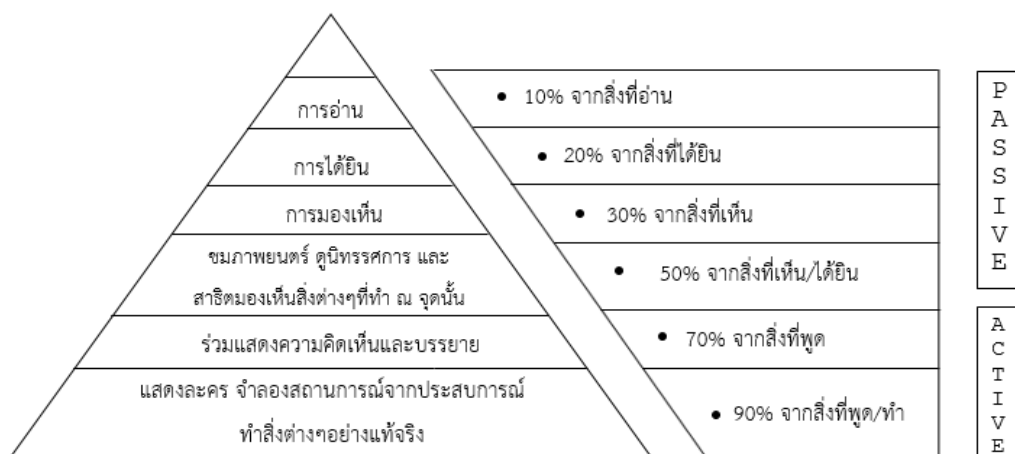 การอ่าน
การได้ยิน
การมองเห็น
ชมภาพยนตร์ ดูนิทรรศการ และ
สาธิตมองเห็นสิ่งต่างๆที่ทำ ณ จุดนั้น
ร่วมแสดงความคิดเห็นและบรรยาย
แสดงละคร จำลองสถานการณ์จากประสบการณ์
ทำสิ่งต่างๆอย่างแท้จริง
• 10% จากสิ่งที่อ่าน
• 20% จากสิ่งที่ได้ยิน
• 30% จากสิ่งที่เห็น
• 50% จากสิ่งที่เห็น/ได้ยิน
• 70% จากสิ่งที่พูด
• 90% จากสิ่งที่พูด/ทำ
PASSIVE
ACTIVE